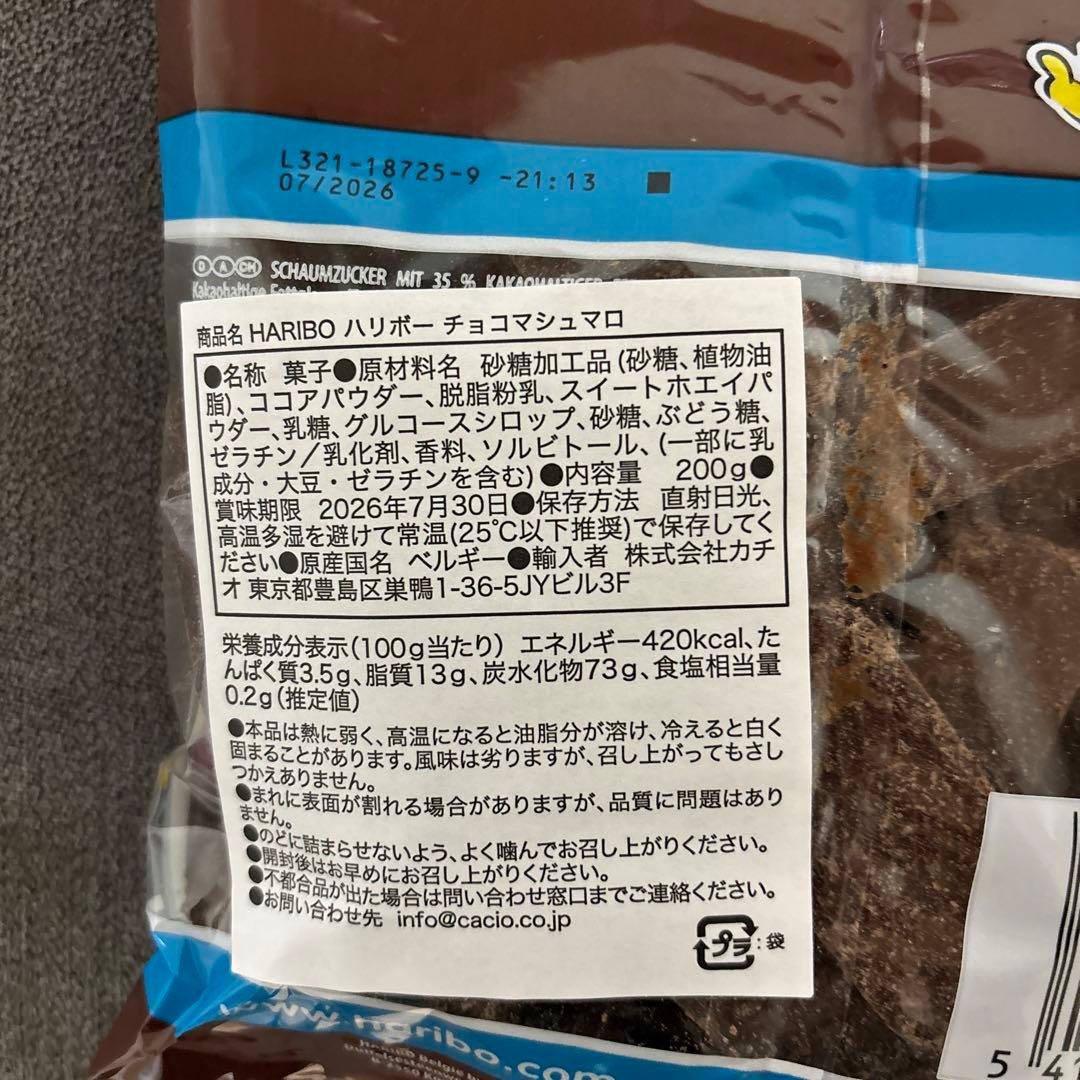 L321-18725-9 -21:13
07/2026
D A CH SCHAUMZUCKER MIT 35 % KAKAOHALTIGER
Kakaohaltige
商品名 HARIBO ハリボー チョコマシュマロ
●名称 菓子●原材料名 砂糖加工品(砂糖、植物油
脂)、ココアパウダー、脱脂粉乳、スイートホエイパ
ウダー、乳糖、グルコースシロップ、砂糖、ぶどう糖、
ゼラチン/乳化剤、香料、ソルビトール、(一部に乳
成分・大豆・ゼラチンを含む)●内容量 200g●
賞味期限 2026年7月30日●保存方法 直射日光、
高温多湿を避けて常温(25℃以下推奨)で保存してく
ださい●原産国名 ベルギー●輸入者 株式会社カチ
オ 東京都豊島区巣鴨1-36-5JYビル3F
栄養成分表示(100g当たり) エネルギー420kcal、た
んぱく質3.5g、脂質13g、炭水化物73g、食塩相当量
0.2g(推定値)
●本品は熱に弱く、高温になると油脂分が溶け、冷えると白く
固まることがあります。風味は劣りますが、召し上がってもさし
つかえありません。
●まれに表面が割れる場合がありますが、品質に問題はあり
ません。
●のどに詰まらせないよう、よく噛んでお召し上がりください。
●開封後はお早めにお召し上がりください。
●不都合品が出た場合は問い合わせ窓口までご連絡ください。
●お問い合わせ先 info@cacio.co.jp
プラ:袋
www.haribo.com
HARIBO Belgie
5 41